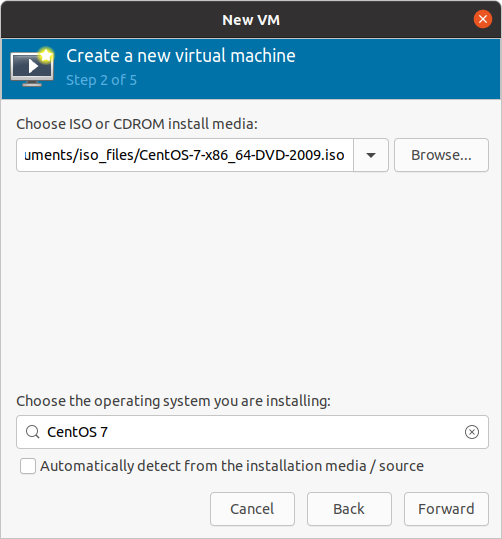 New VM
Create a new virtual machine
Step 2 of 5
Choose ISO or CDROM install media:
uments/iso_files/CentOS-7-x86_64-DVD-2009.iso
Browse...
Choose the operating system you are installing:
CentOS 7
Automatically detect from the installation media / source
Cancel
Back
Forward